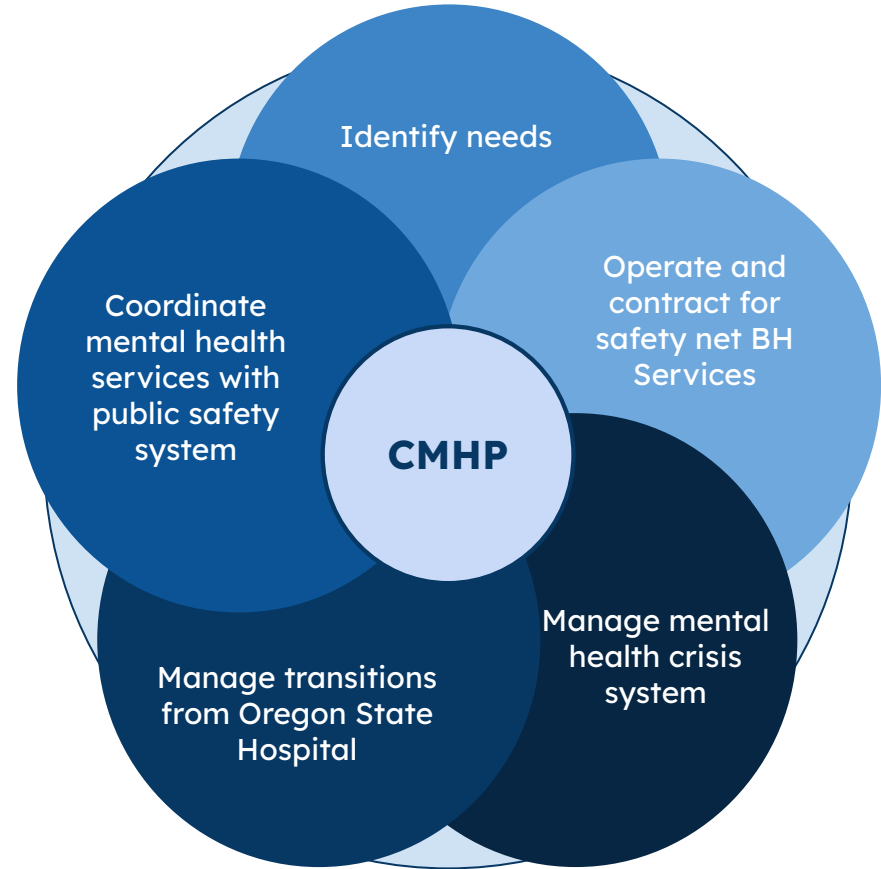 Identify needs
Operate and
contract for
safety net BH
Services
Coordinate
mental health
services with
public safety
system
CMHP
Manage mental
health crisis
system
Manage transitions
from Oregon State
Hospital